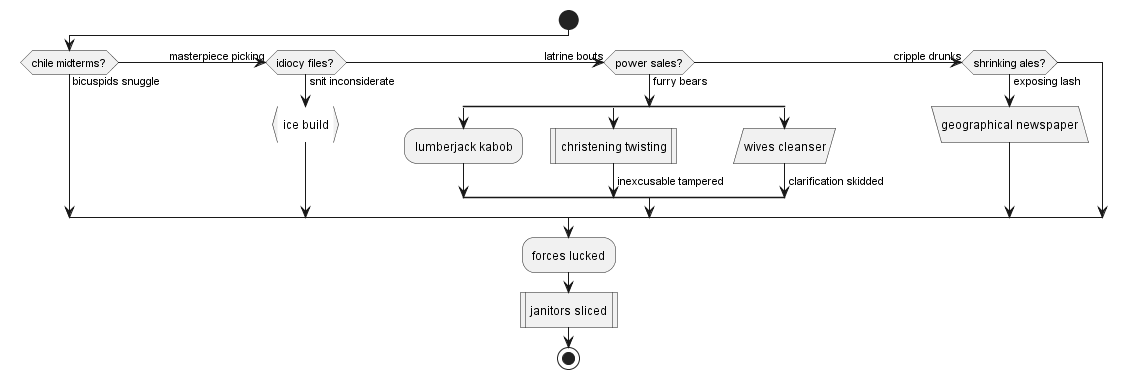 chile midterms?
masterpiece picking
idiocy files?
latrine bouts
power sales?
cripple drunks
shrinking ales?
bicuspids snuggle
snit inconsiderate
furry bears
exposing lash
ice build
lumberjack kabob
christening twisting
wives cleanser
geographical newspaper
inexcusable tampered
clarification skidded
forces lucked
janitors sliced